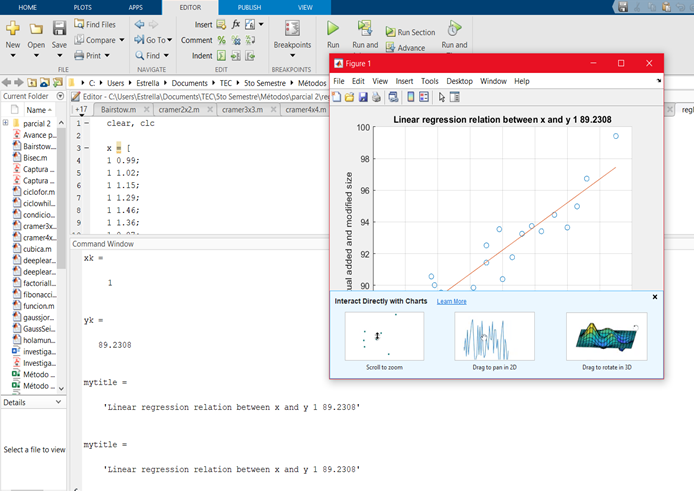 HOME PLOTS APPS EDITOR PUBLISH VIEW
New Open Save
Find Files
Compare
Print
Go To
Find
Insert fx
Comment %
Indent
Breakpoints
Run Run and
Run Section
Advance
Run and
FILE NAVIGATE EDIT BREAKPOINTS
C: Users Estrella Documents TEC 5to Semestre Métodos
Current Folder
Name
parcial 2
Avance p
Bairstow...
Bisec.m
Captura
Captura
ciclofor.m
ciclowhil...
condicio...
cramer3x...
cramer4x...
cubica.m
deeplear...
deeplear...
factoriall...
fibonacci...
funcion.m
gaussjor...
GaussSei...
holamun...
investiga...
Investiga...
Método
Método
Details
Select a file to view
Editor - C:\Users\Estrella\Documents\TEC\5to Semestre\Métodos\parcial 2\re
+17 Bairstow.m cramer2x2.m cramer3x3.m cramer4x4.m
1 clear, clc
2
3 x = [
4 1 0.99;
5 1 1.02;
6 1 1.15;
7 1 1.29;
8 1 1.46;
9 1 1.36;
Command Window
xk =
1
yk =
89.2308
mytitle =
'Linear regression relation between x and y 1 89.2308'
mytitle =
'Linear regression relation between x and y 1 89.2308'
Figure 1
File Edit View Insert Tools Desktop Window Help
Linear regression relation between x and y 1 89.2308
100
98
96
94
92
90
ual added and modified size
Interact Directly with Charts Learn More
Scroll to zoom Drag to pan in 2D Drag to rotate in 3D